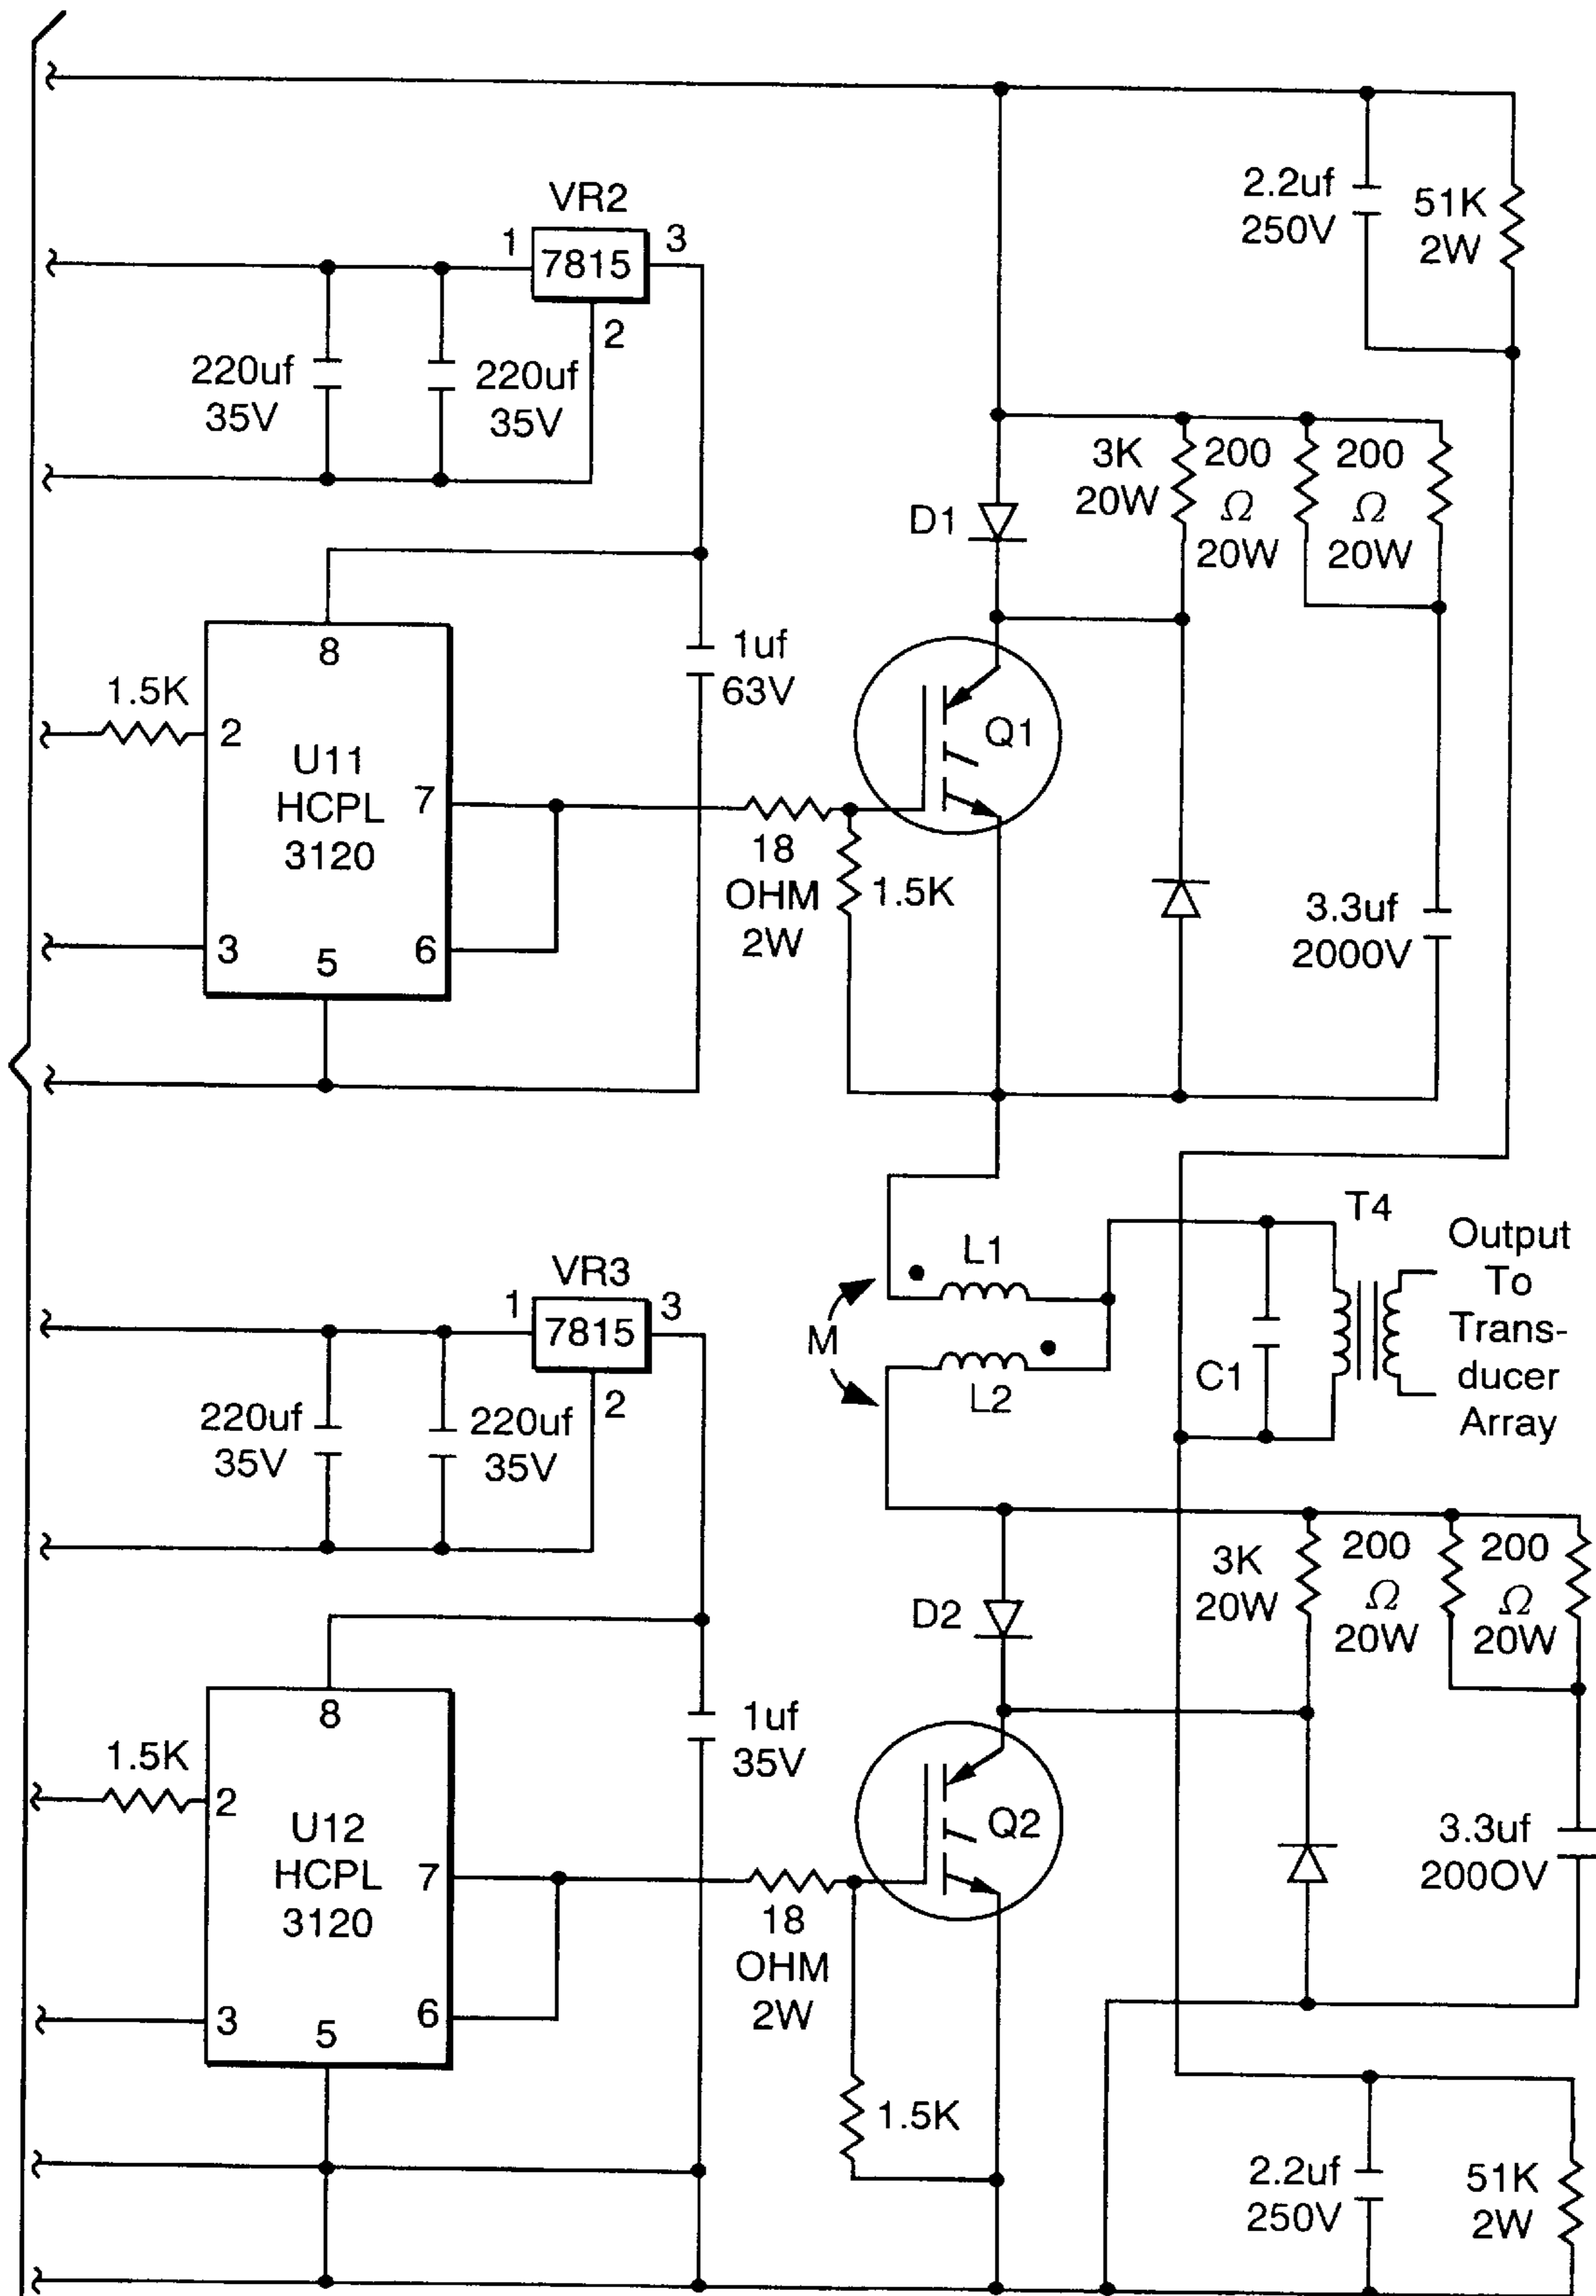 VR2
1
7815
3
2
220uf
35V
220uf
35V
2.2uf
250V
51K
2W
3K
20W
200
Ω
20W
200
Ω
20W
D1
8
1.5K
2
U11
HCPL
3120
7
3
5
6
1uf
63V
Q1
18
OHM
2W
1.5K
3.3uf
2000V
T4
Output
To
Trans-
ducer
Array
L1
M
L2
C1
VR3
1
7815
3
2
220uf
35V
220uf
35V
3K
20W
200
Ω
20W
200
Ω
20W
D2
8
1.5K
2
U12
HCPL
3120
7
3
5
6
1uf
35V
Q2
18
OHM
2W
1.5K
3.3uf
200OV
2.2uf
250V
51K
2W